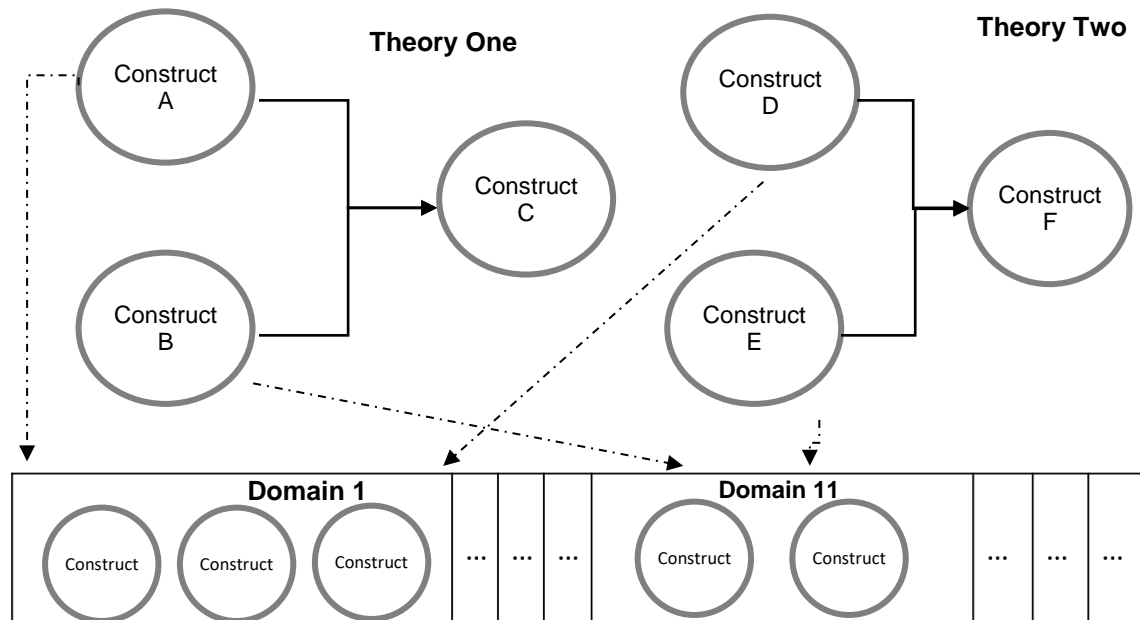 Theory One
Theory Two
Construct
A
Construct
B
Construct
C
Construct
D
Construct
E
Construct
F
Domain 1
Construct
Construct
Construct
...
...
...
Domain 11
Construct
Construct
...
...
...